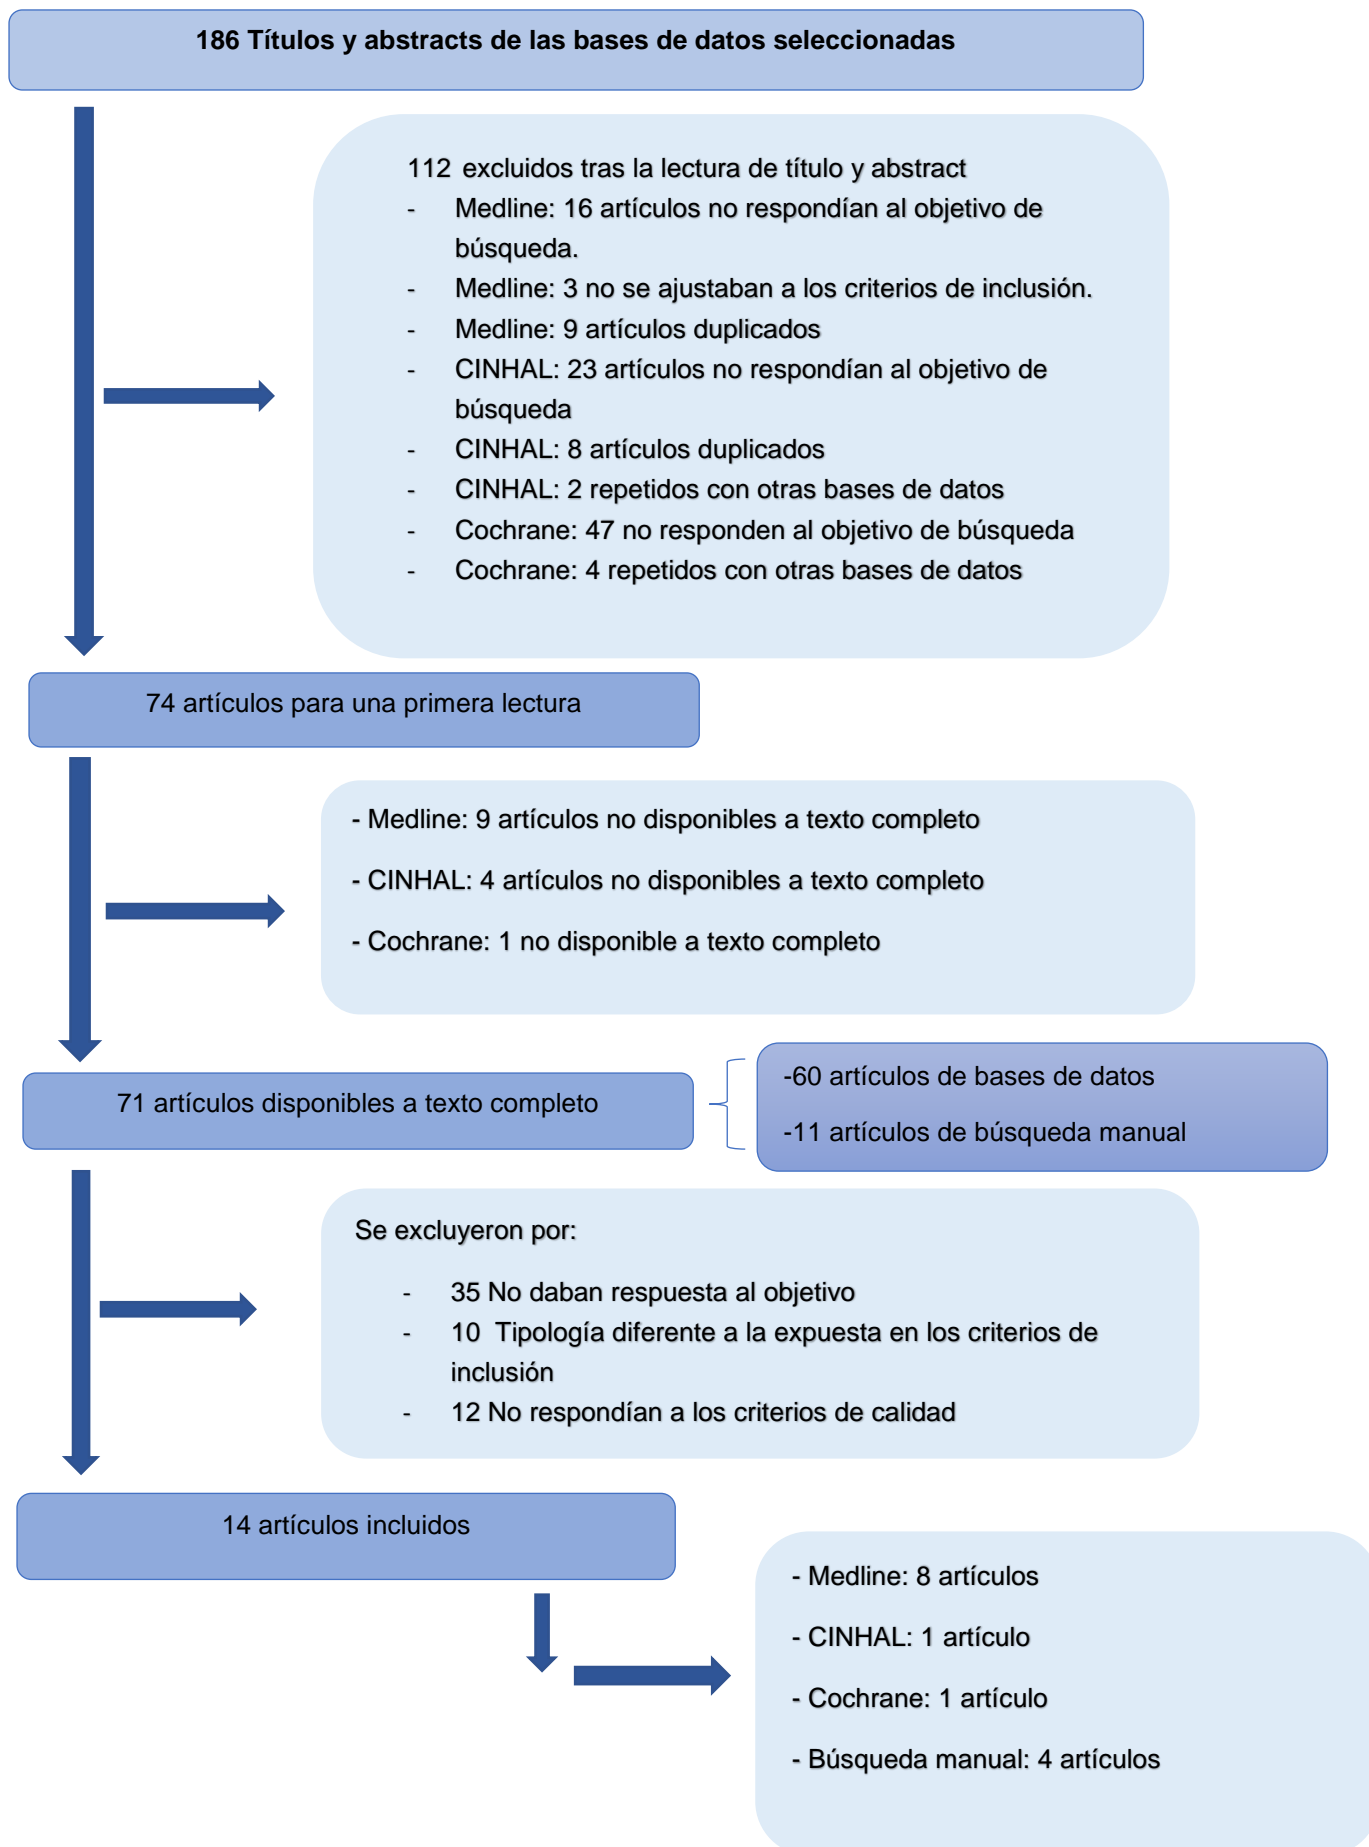 186 Títulos y abstracts de las bases de datos seleccionadas
112 excluidos tras la lectura de título y abstract
- Medline: 16 artículos no respondían al objetivo de
búsqueda.
- Medline: 3 no se ajustaban a los criterios de inclusión.
- Medline: 9 artículos duplicados
- CINHAL: 23 artículos no respondían al objetivo de
búsqueda
- CINHAL: 8 artículos duplicados
- CINHAL: 2 repetidos con otras bases de datos
- Cochrane: 47 no responden al objetivo de búsqueda
- Cochrane: 4 repetidos con otras bases de datos
74 artículos para una primera lectura
- Medline: 9 artículos no disponibles a texto completo
- CINHAL: 4 artículos no disponibles a texto completo
- Cochrane: 1 no disponible a texto completo
71 artículos disponibles a texto completo
-60 artículos de bases de datos
-11 artículos de búsqueda manual
Se excluyeron por:
- 35 No daban respuesta al objetivo
- 10 Tipología diferente a la expuesta en los criterios de
inclusión
- 12 No respondían a los criterios de calidad
14 artículos incluidos
- Medline: 8 artículos
- CINHAL: 1 artículo
- Cochrane: 1 artículo
- Búsqueda manual: 4 artículos